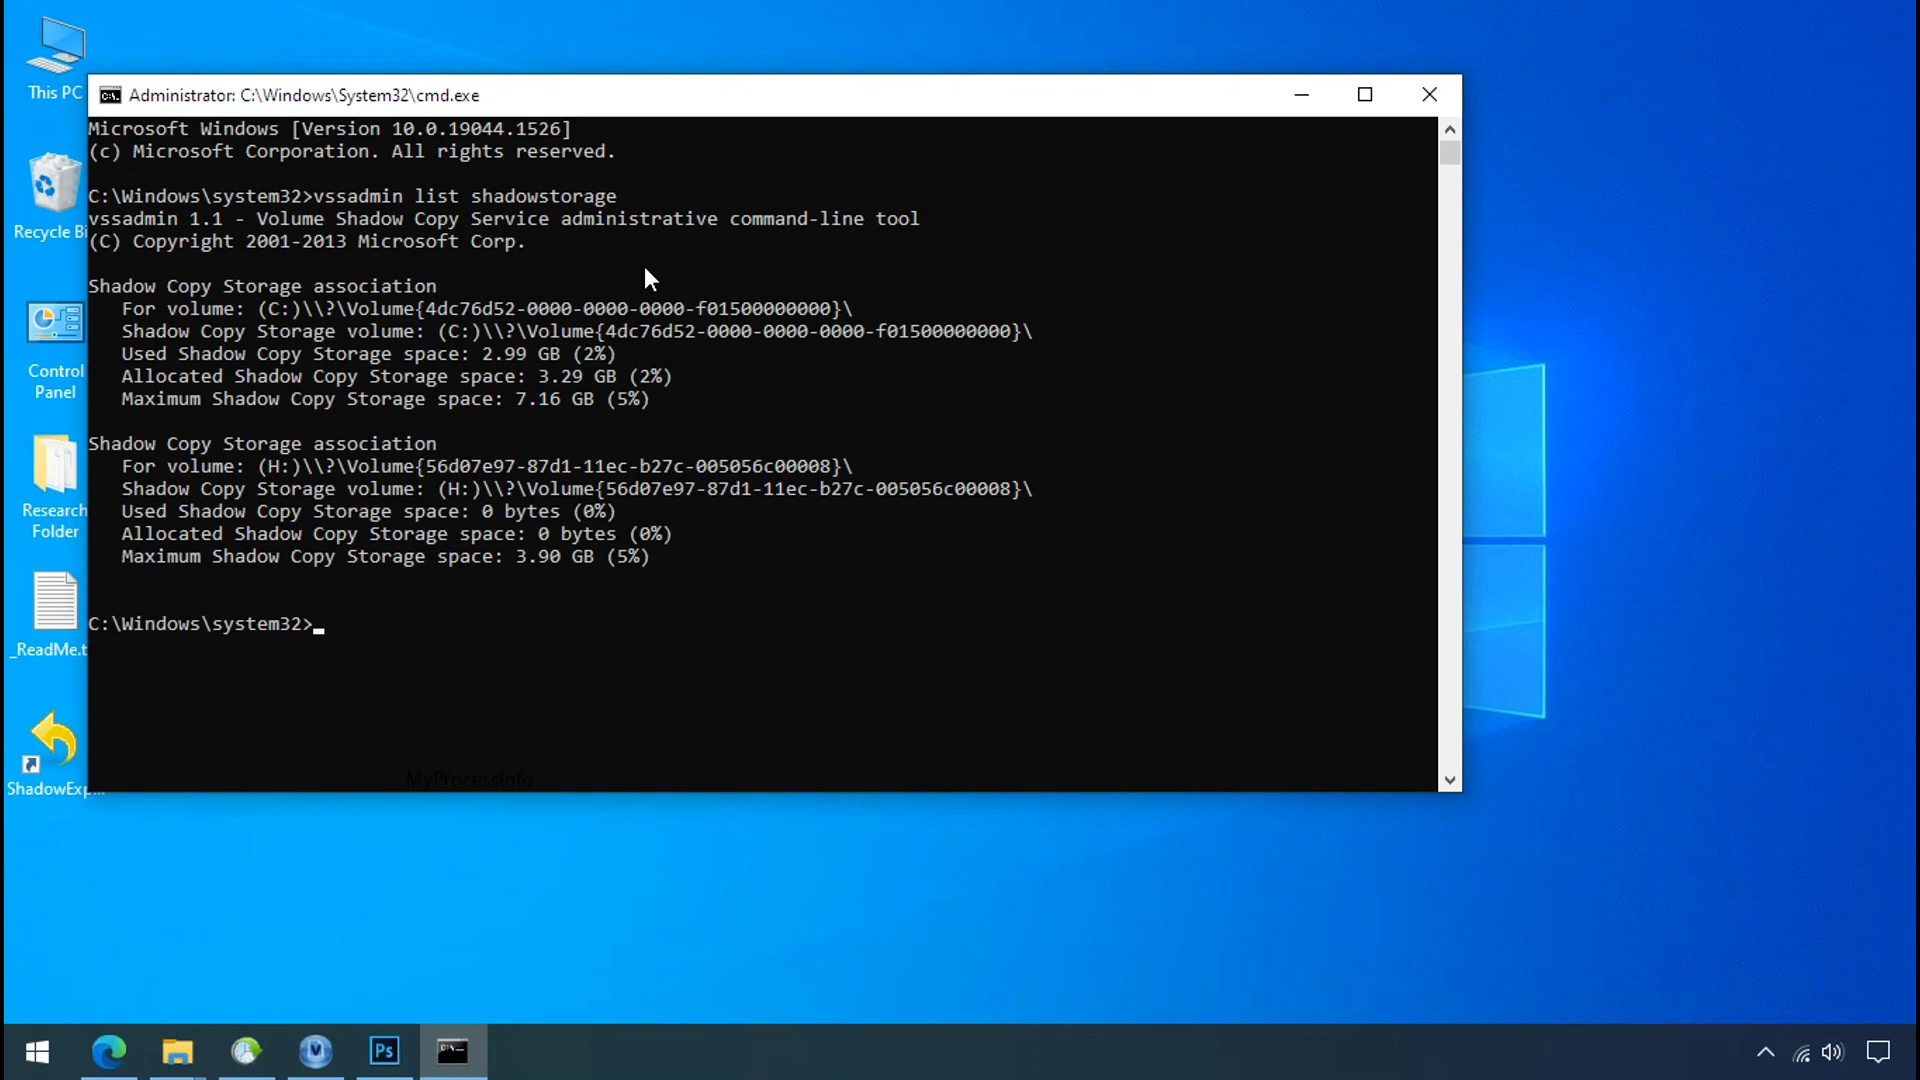 This PC
Recycle Bi
Control
Panel
Research
Folder
_ReadMe.t
ShadowExp...
Administrator: C:\Windows\System32\cmd.exe
Microsoft Windows [Version 10.0.19044.1526]
(c) Microsoft Corporation. All rights reserved.
C:\Windows\system32>vssadmin list shadowstorage
vssadmin 1.1 - Volume Shadow Copy Service administrative command-line tool
(C) Copyright 2001-2013 Microsoft Corp.
Shadow Copy Storage association
For volume: (C:)\\?\Volume{4dc76d52-0000-0000-0000-f01500000000}\
Shadow Copy Storage volume: (C:)\\?\Volume{4dc76d52-0000-0000-0000-f01500000000}\
Used Shadow Copy Storage space: 2.99 GB (2%)
Allocated Shadow Copy Storage space: 3.29 GB (2%)
Maximum Shadow Copy Storage space: 7.16 GB (5%)
Shadow Copy Storage association
For volume: (H:)\\?\Volume{56d07e97-87d1-11ec-b27c-005056c00008}\
Shadow Copy Storage volume: (H:)\\?\Volume{56d07e97-87d1-11ec-b27c-005056c00008}\
Used Shadow Copy Storage space: 0 bytes (0%)
Allocated Shadow Copy Storage space: 0 bytes (0%)
Maximum Shadow Copy Storage space: 3.90 GB (5%)
C:\Windows\system32>
MyProcessInfo
Ps